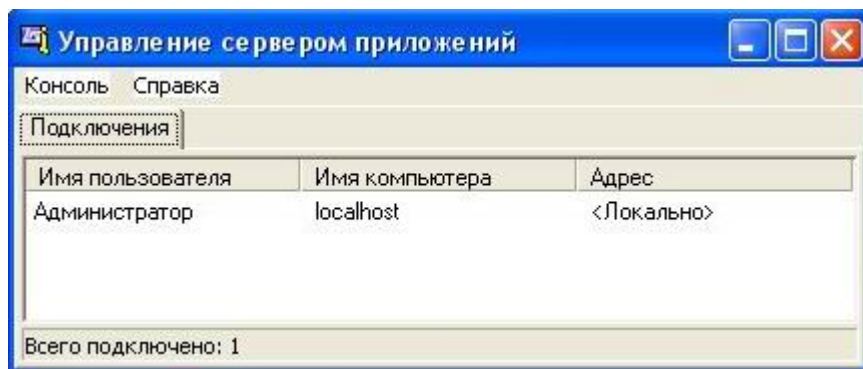 Управление сервером приложений
Консоль Справка
Подключения
Имя пользователя Имя компьютера Адрес
Администратор localhost <Локально>
Всего подключено: 1